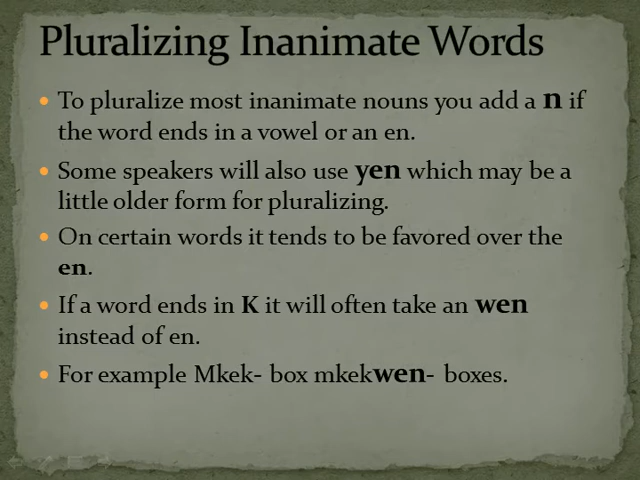 Pluralizing Inanimate Words
• To pluralize most inanimate nouns you add a n if
the word ends in a vowel or an en.
• Some speakers will also use yen which may be a
little older form for pluralizing.
• On certain words it tends to be favored over the
en.
• If a word ends in K it will often take an wen
instead of en.
• For example Mkek- box mkekwen- boxes.